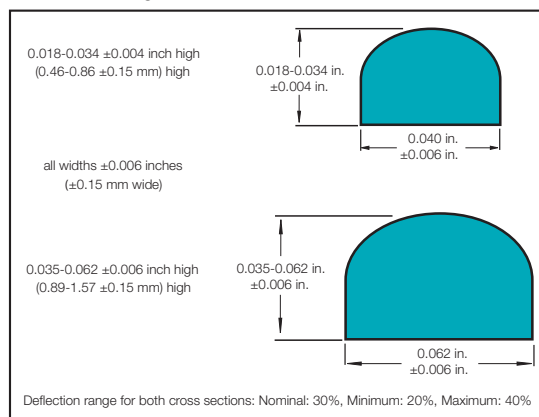 0.018-0.034 ±0.004 inch high
(0.46-0.86 ±0.15 mm) high
0.018-0.034 in.
±0.004 in.
0.040 in.
±0.006 in.
all widths ±0.006 inches
(±0.15 mm wide)
0.035-0.062 ±0.006 inch high
(0.89-1.57 ±0.15 mm) high
0.035-0.062 in.
±0.006 in.
0.062 in.
±0.006 in.
Deflection range for both cross sections: Nominal: 30%, Minimum: 20%, Maximum: 40%